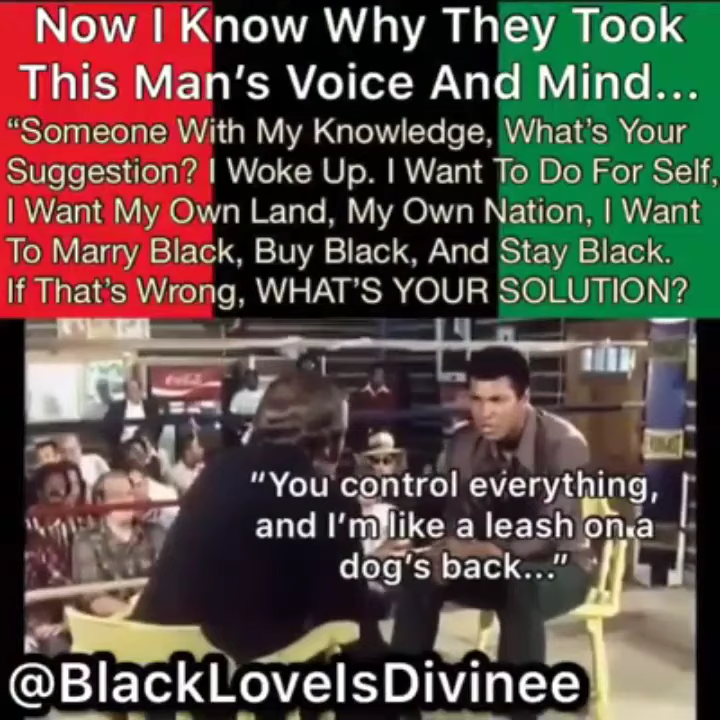 Now I Know Why They Took
This Man's Voice And Mind...
“Someone With My Knowledge, What's Your
Suggestion? I Woke Up. I Want To Do For Self,
I Want My Own Land, My Own Nation, I Want
To Marry Black, Buy Black, And Stay Black.
If That's Wrong, WHAT'S YOUR SOLUTION?
"You control everything,
and I'm like a leash on a
dog's back..."
@BlackLoveIsDivinee